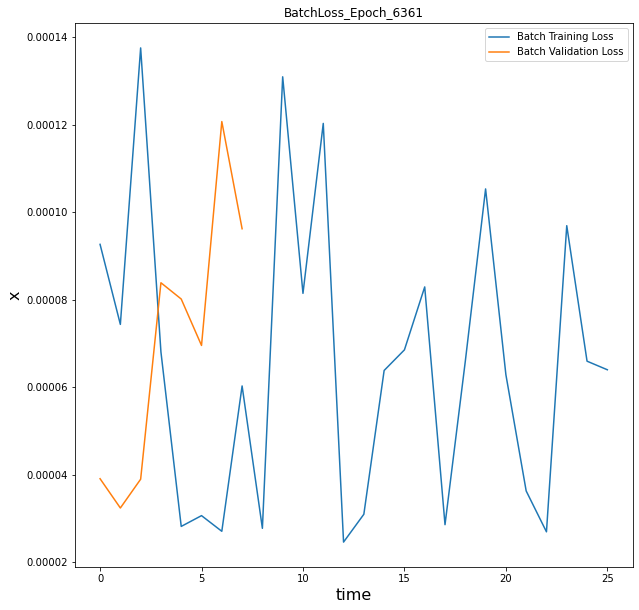 BatchLoss_Epoch_6361
Batch Training Loss
Batch Validation Loss
0.00014
0.00012
0.00010
0.00008
0.00006
0.00004
0.00002
x
0 5 10 15 20 25
time